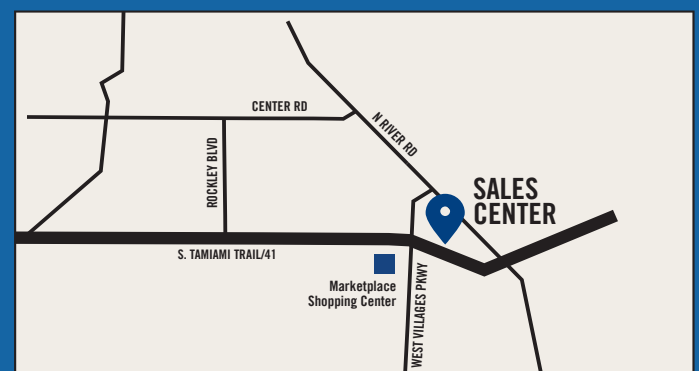 CENTER RD
N RIVER RD
ROCKLEY BLVD
SALES
CENTER
S. TAMIAMI TRAIL/41
Marketplace
Shopping Center
WEST VILLAGES PKWY